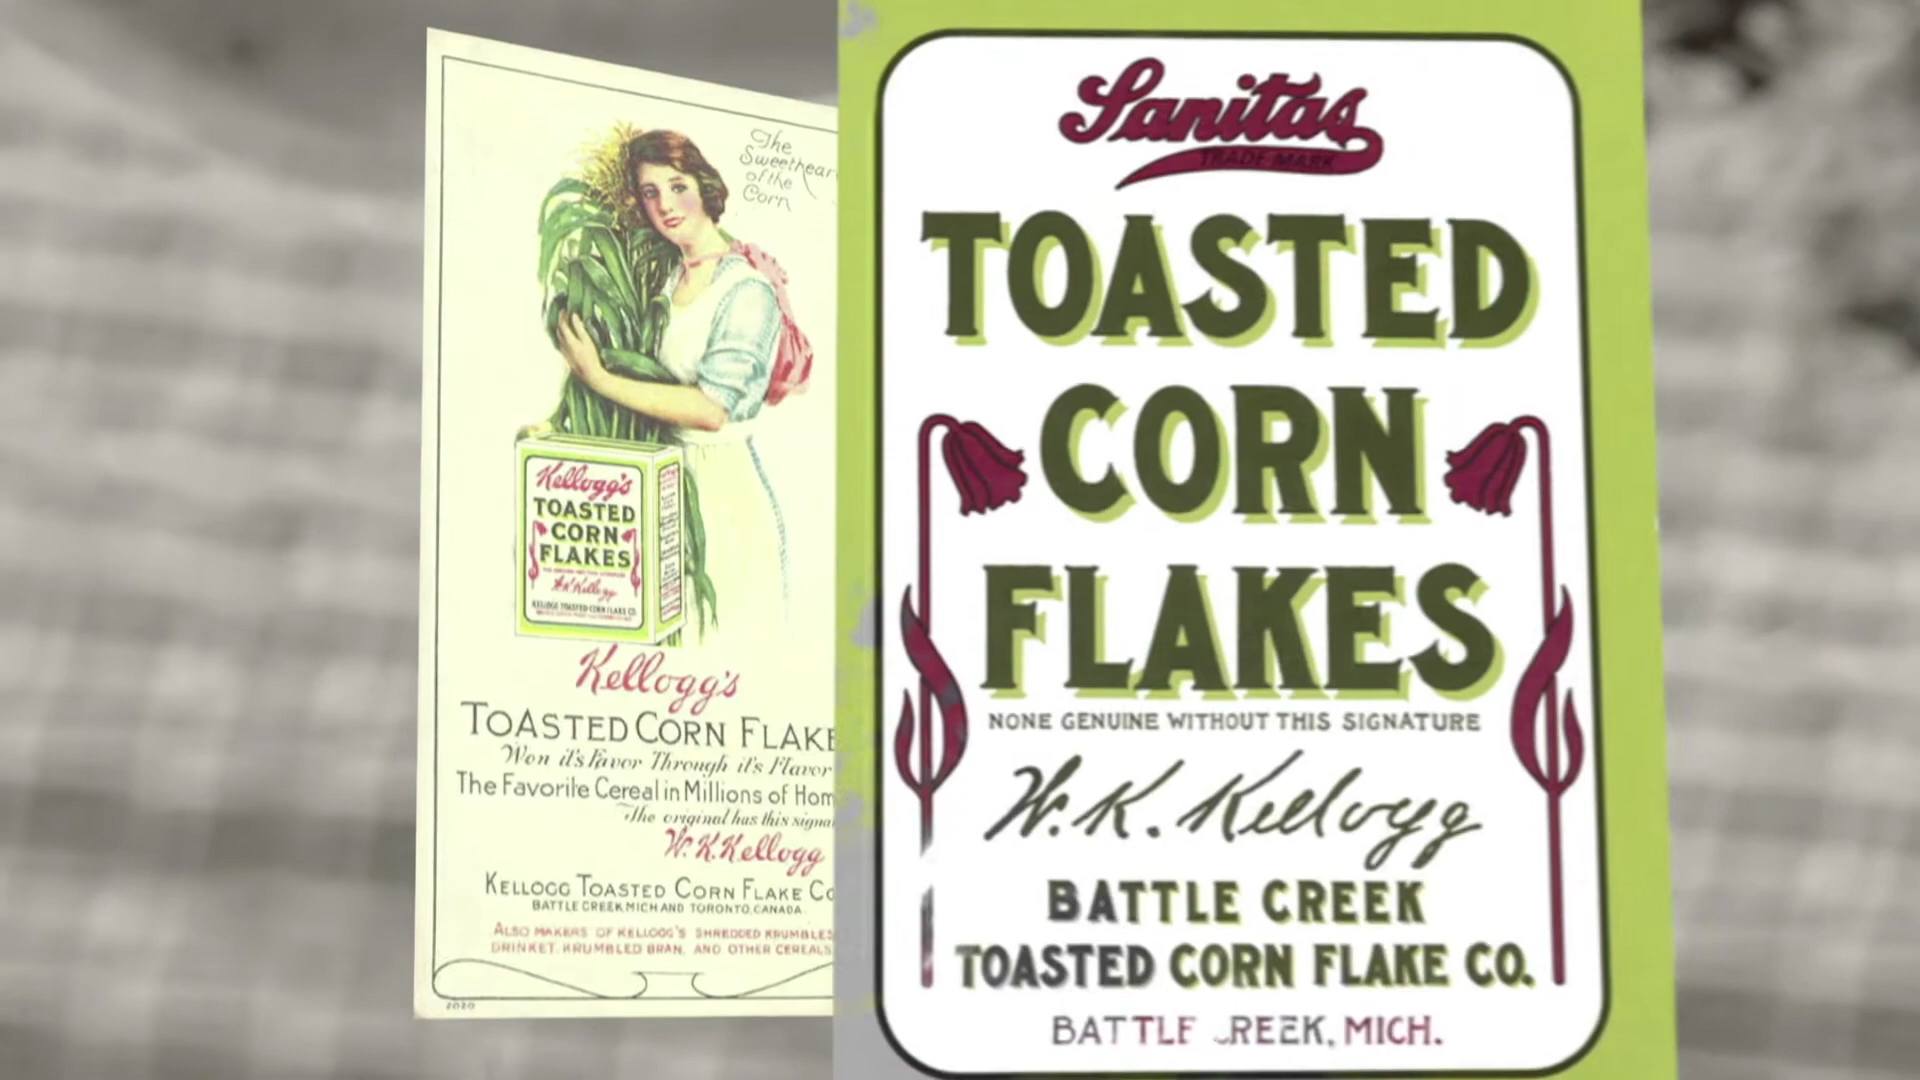 The
Sweethear
of the
Corn
Kellogg's
TOASTED
CORN
FLAKES
W.K.Kellogg
KELLOGG TOASTED CORN FLAKE CO.
Kellogg's
TOASTED CORN FLAKE
Won it's Favor Through it's Flavor
The Favorite Cereal in Millions of Hom
The original has this signa
W.K.Kellogg
KELLOGG TOASTED CORN FLAKE Co
BATTLE CREEK MICH AND TORONTO, CANADA.
ALSO MAKERS OF KELLOGG'S SHREDDED KRUMBLES
DRINKET, KRUMBLED BRAN, AND OTHER CEREALS
2020
Sanitas
TRADE MARK
TOASTED
CORN
FLAKES
NONE GENUINE WITHOUT THIS SIGNATURE
W. K. Kellogg
BATTLE CREEK
TOASTED CORN FLAKE CO.
BATTLE CREEK, MICH.